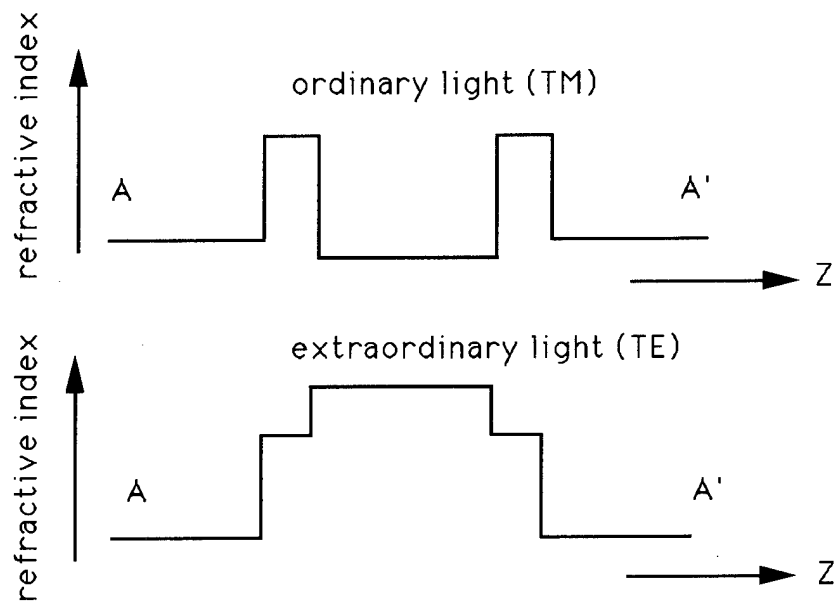 refractive index
ordinary light (TM)
A
A'
Z
refractive index
extraordinary light (TE)
A
A'
Z